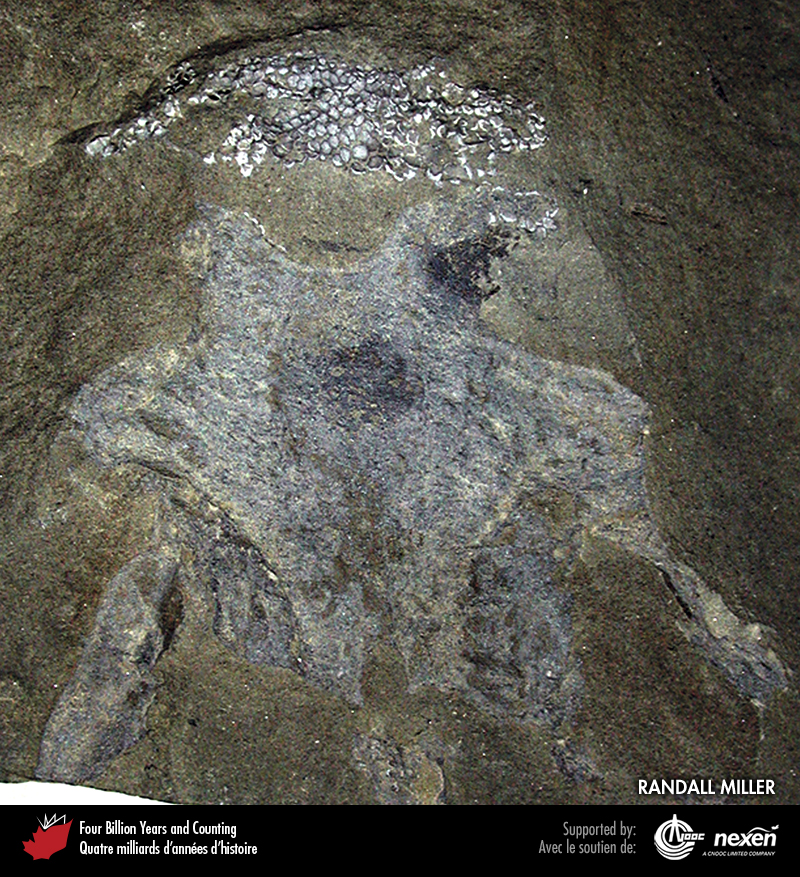 RANDALL MILLER
Four Billion Years and Counting
Quatre milliards d'années d'histoire
Supported by:
Avec le soutien de:
CNOOC
nexen
A CNOOC LIMITED COMPANY